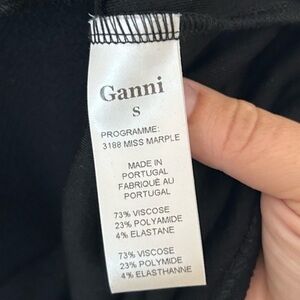 Ganni
S
PROGRAMME:
3188 MISS MARPLE
MADE IN
PORTUGAL
FABRIQUÉ AU
PORTUGAL
73% VISCOSE
23% POLYAMIDE
4% ELASTANE
73% VISCOSE
23% POLYMIDE
4% ELASTHANNE